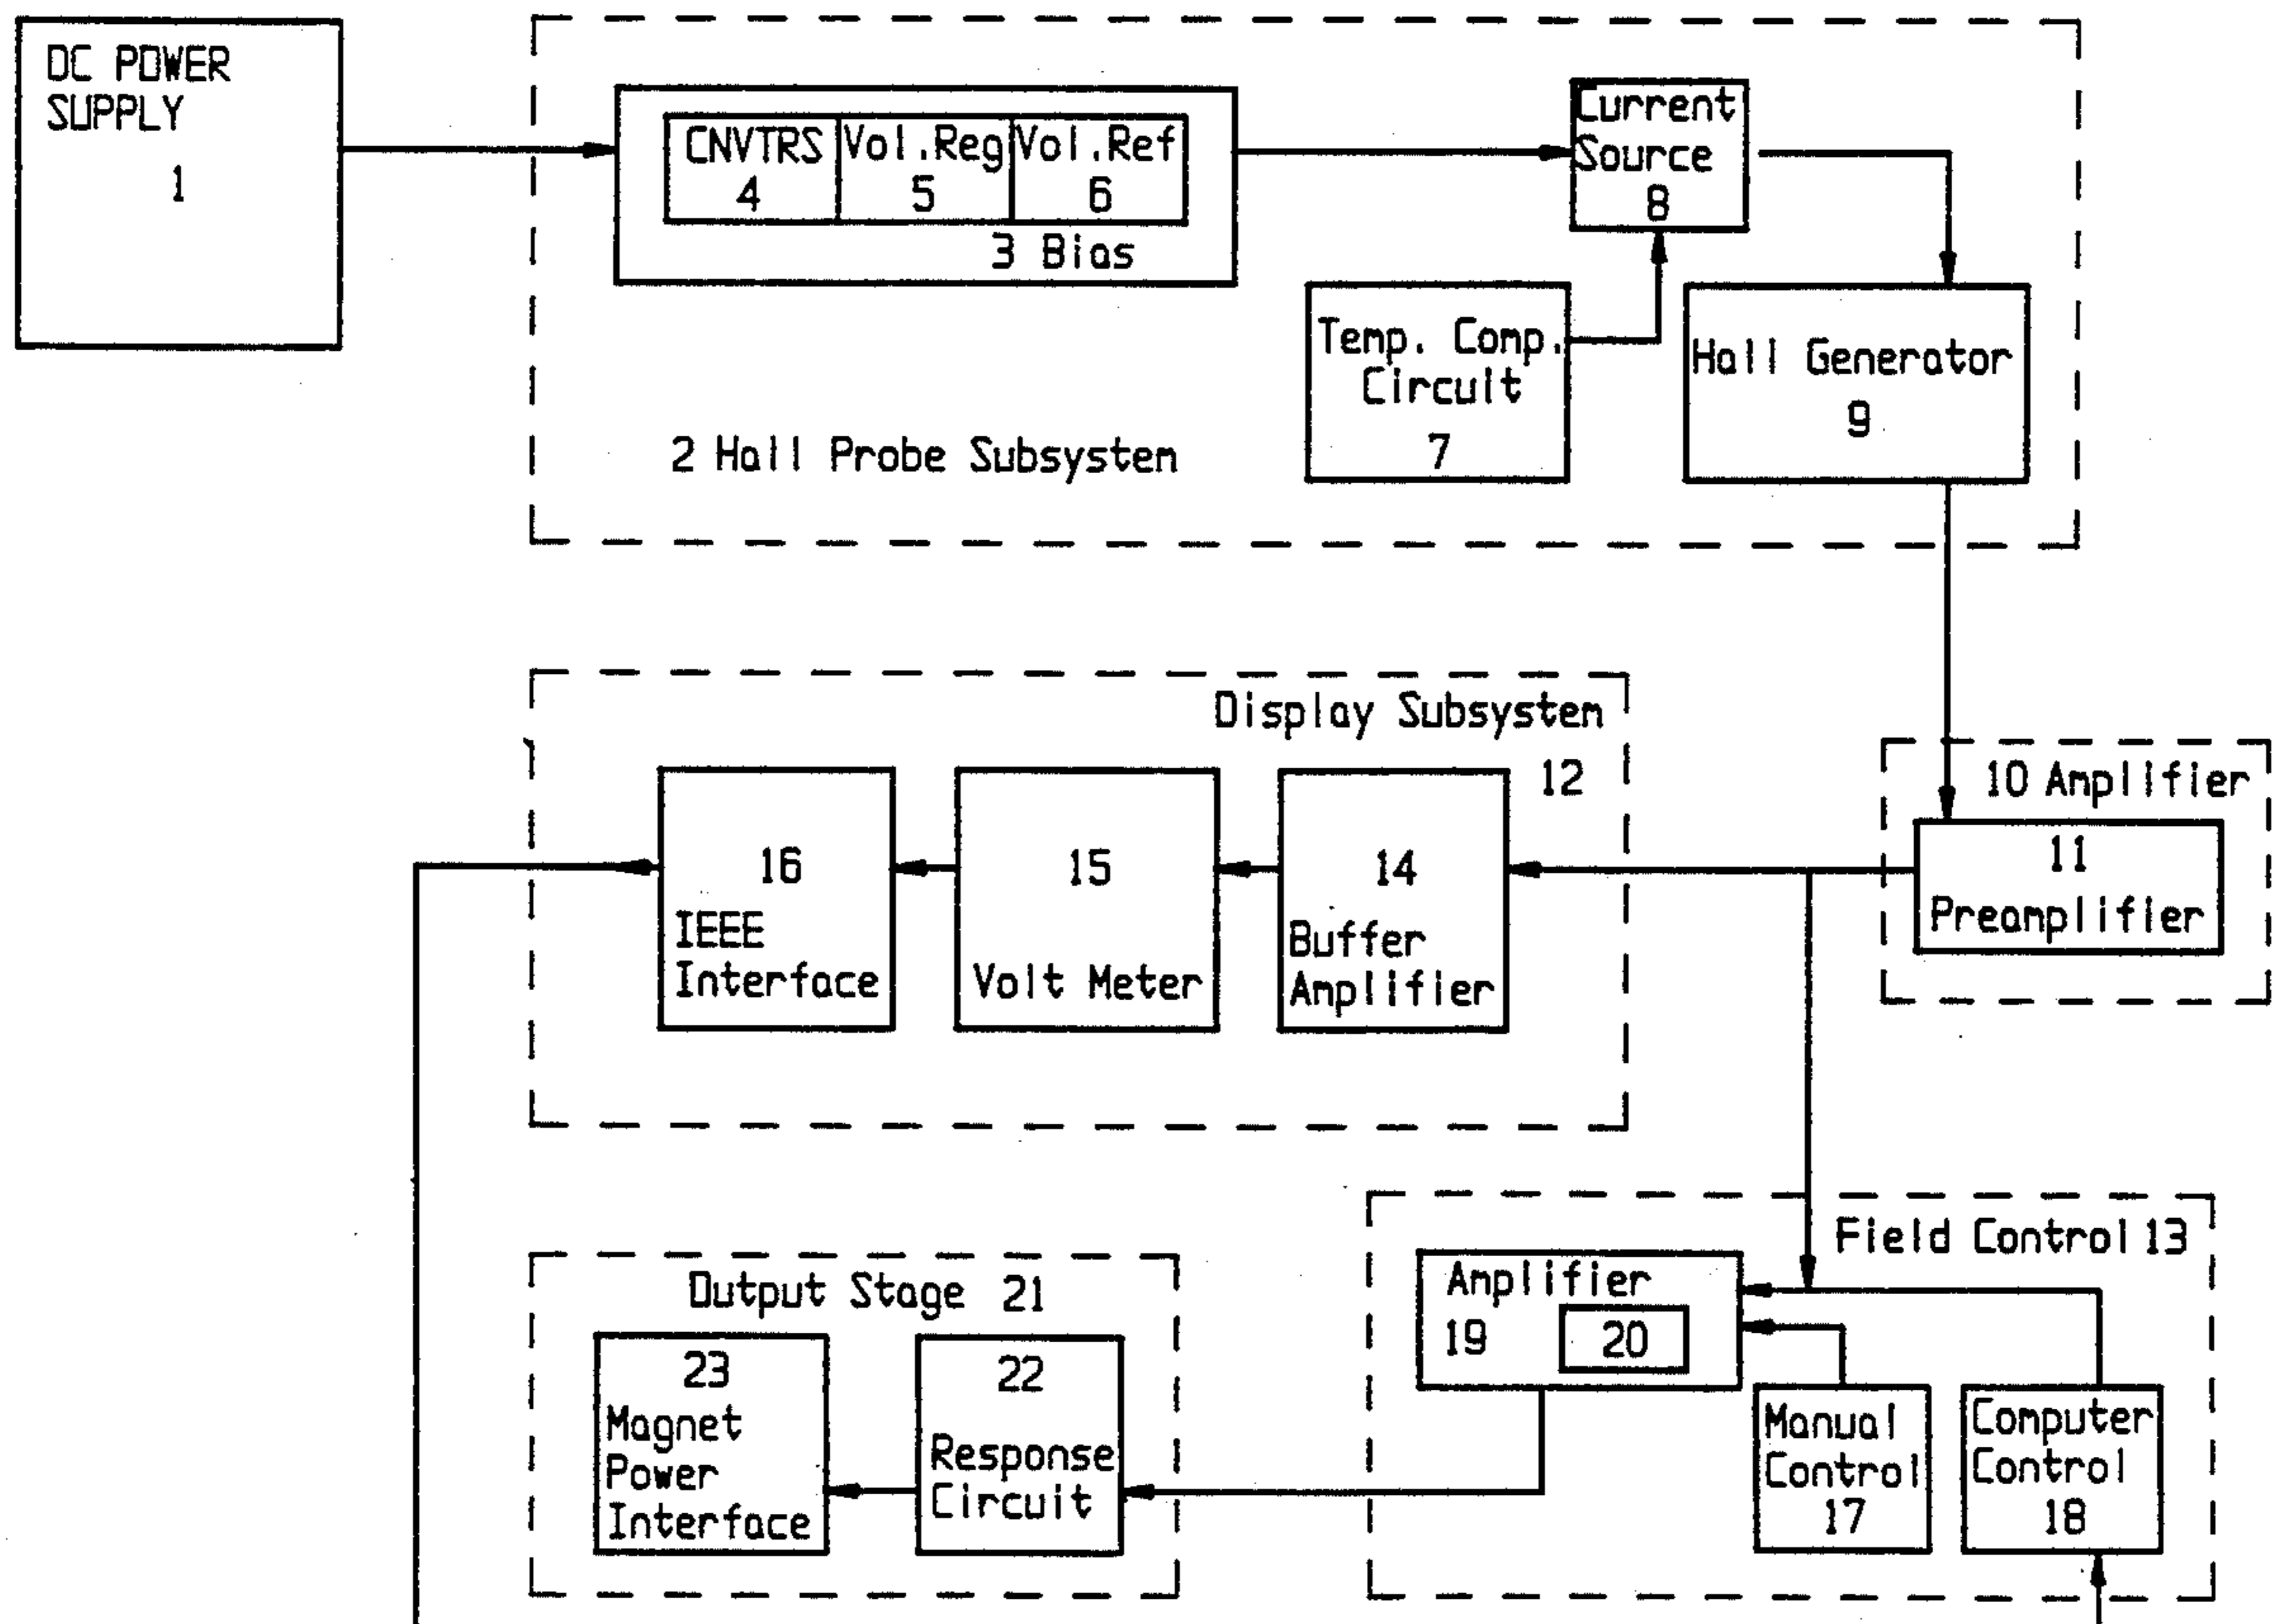 DC POWER
SUPPLY
1
CNVTRS
4
Vol.Reg
5
Vol.Ref
6
3 Bias
Current
Source
8
Temp. Comp.
Circuit
7
Hall Generator
9
2 Hall Probe Subsystem
Display Subsystem
12
16
IEEE
Interface
15
Volt Meter
14
Buffer
Amplifier
10 Amplifier
11
Preamplifier
Field Control 13
Amplifier
19
20
Manual
Control
17
Computer
Control
18
Output Stage 21
23
Magnet
Power
Interface
22
Response
Circuit